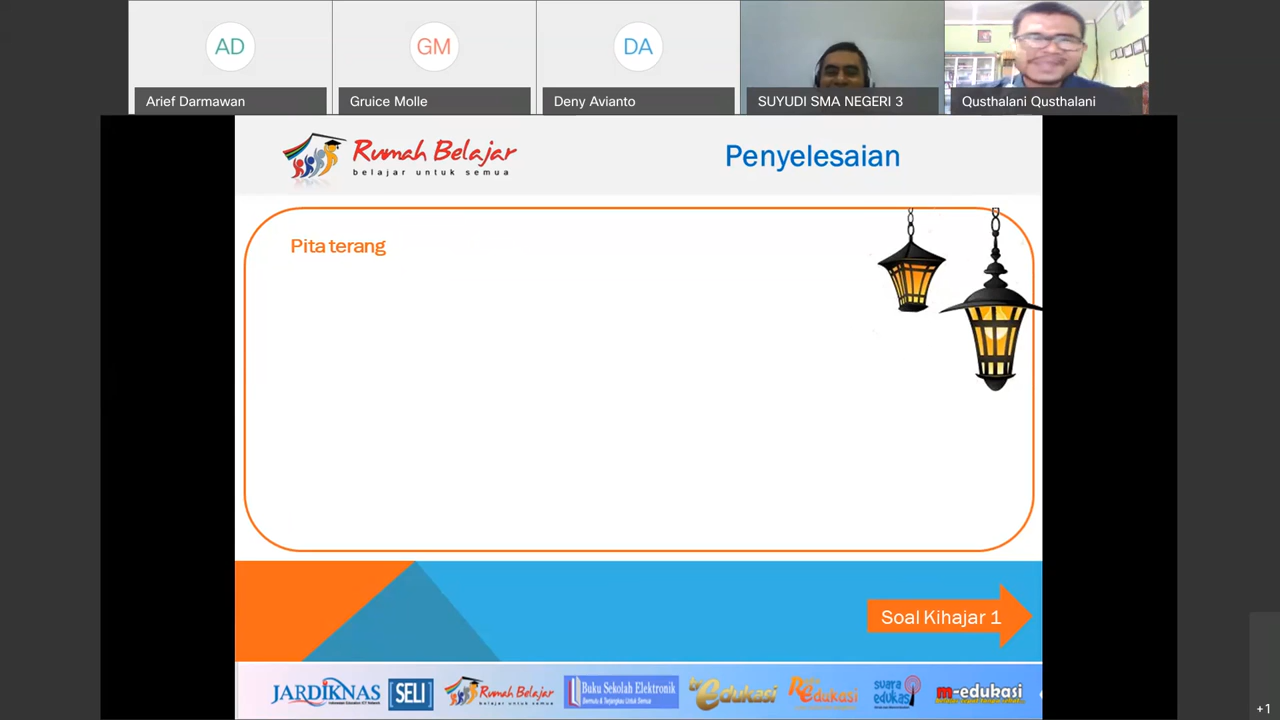 AD
GM
DA
Arief Darmawan
Gruice Molle
Deny Avianto
SUYUDI SMA NEGERI 3
Qusthalani Qusthalani
Rumah Belajar
belajar untuk semua
Penyelesaian
Pita terang
Soal Kihajar 1
JARDIKNAS
SELI
Rumah Belajar
Buku Sekolah Elektronik
Bermutu & Terjangkau Untuk Semua
edukasi
edukasi
suara
edukasi
m-edukasi
+1